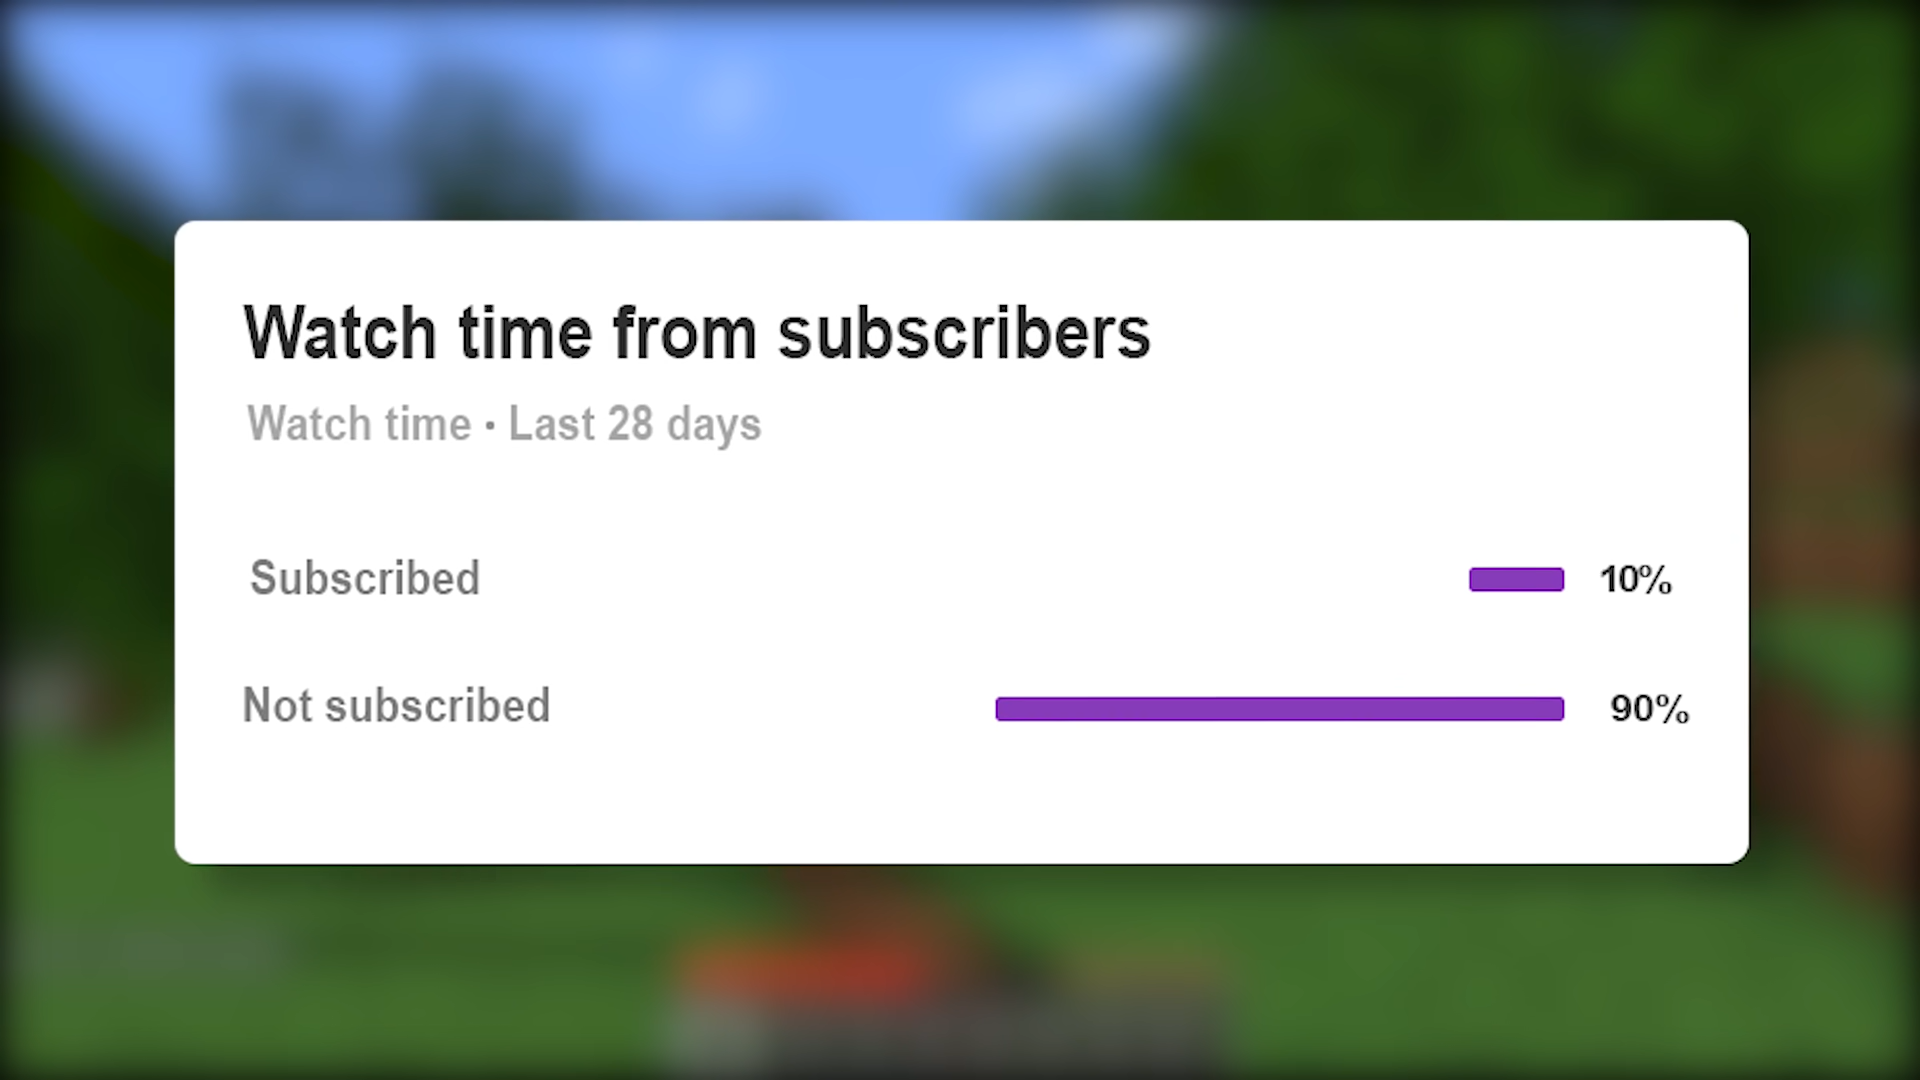 Watch time from subscribers
Watch time • Last 28 days
Subscribed 10%
Not subscribed 90%